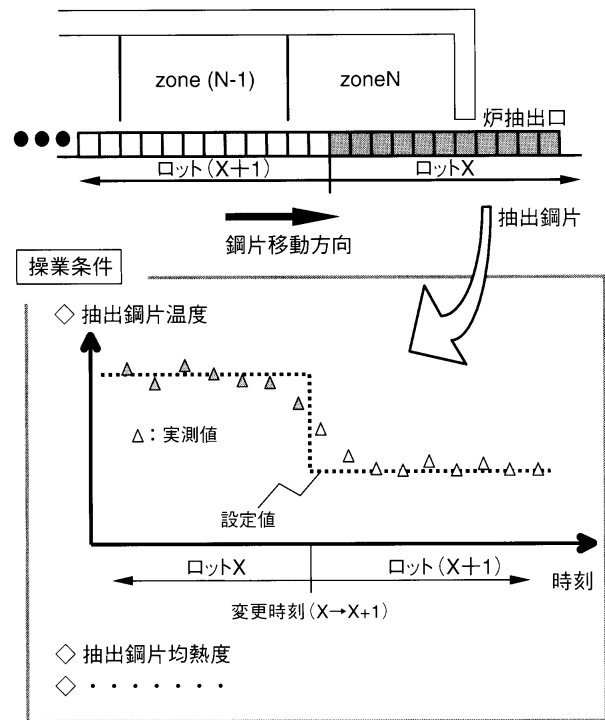 zone (N-1)
zoneN
炉抽出口
●●●
ロット(X+1)
ロットX
抽出鋼片
鋼片移動方向
操業条件
◇ 抽出鋼片温度
△：実測値
設定値
ロットX
ロット(X+1)
時刻
変更時刻(X→X+1)
◇ 抽出鋼片均熱度
◇ ・・・・・・・